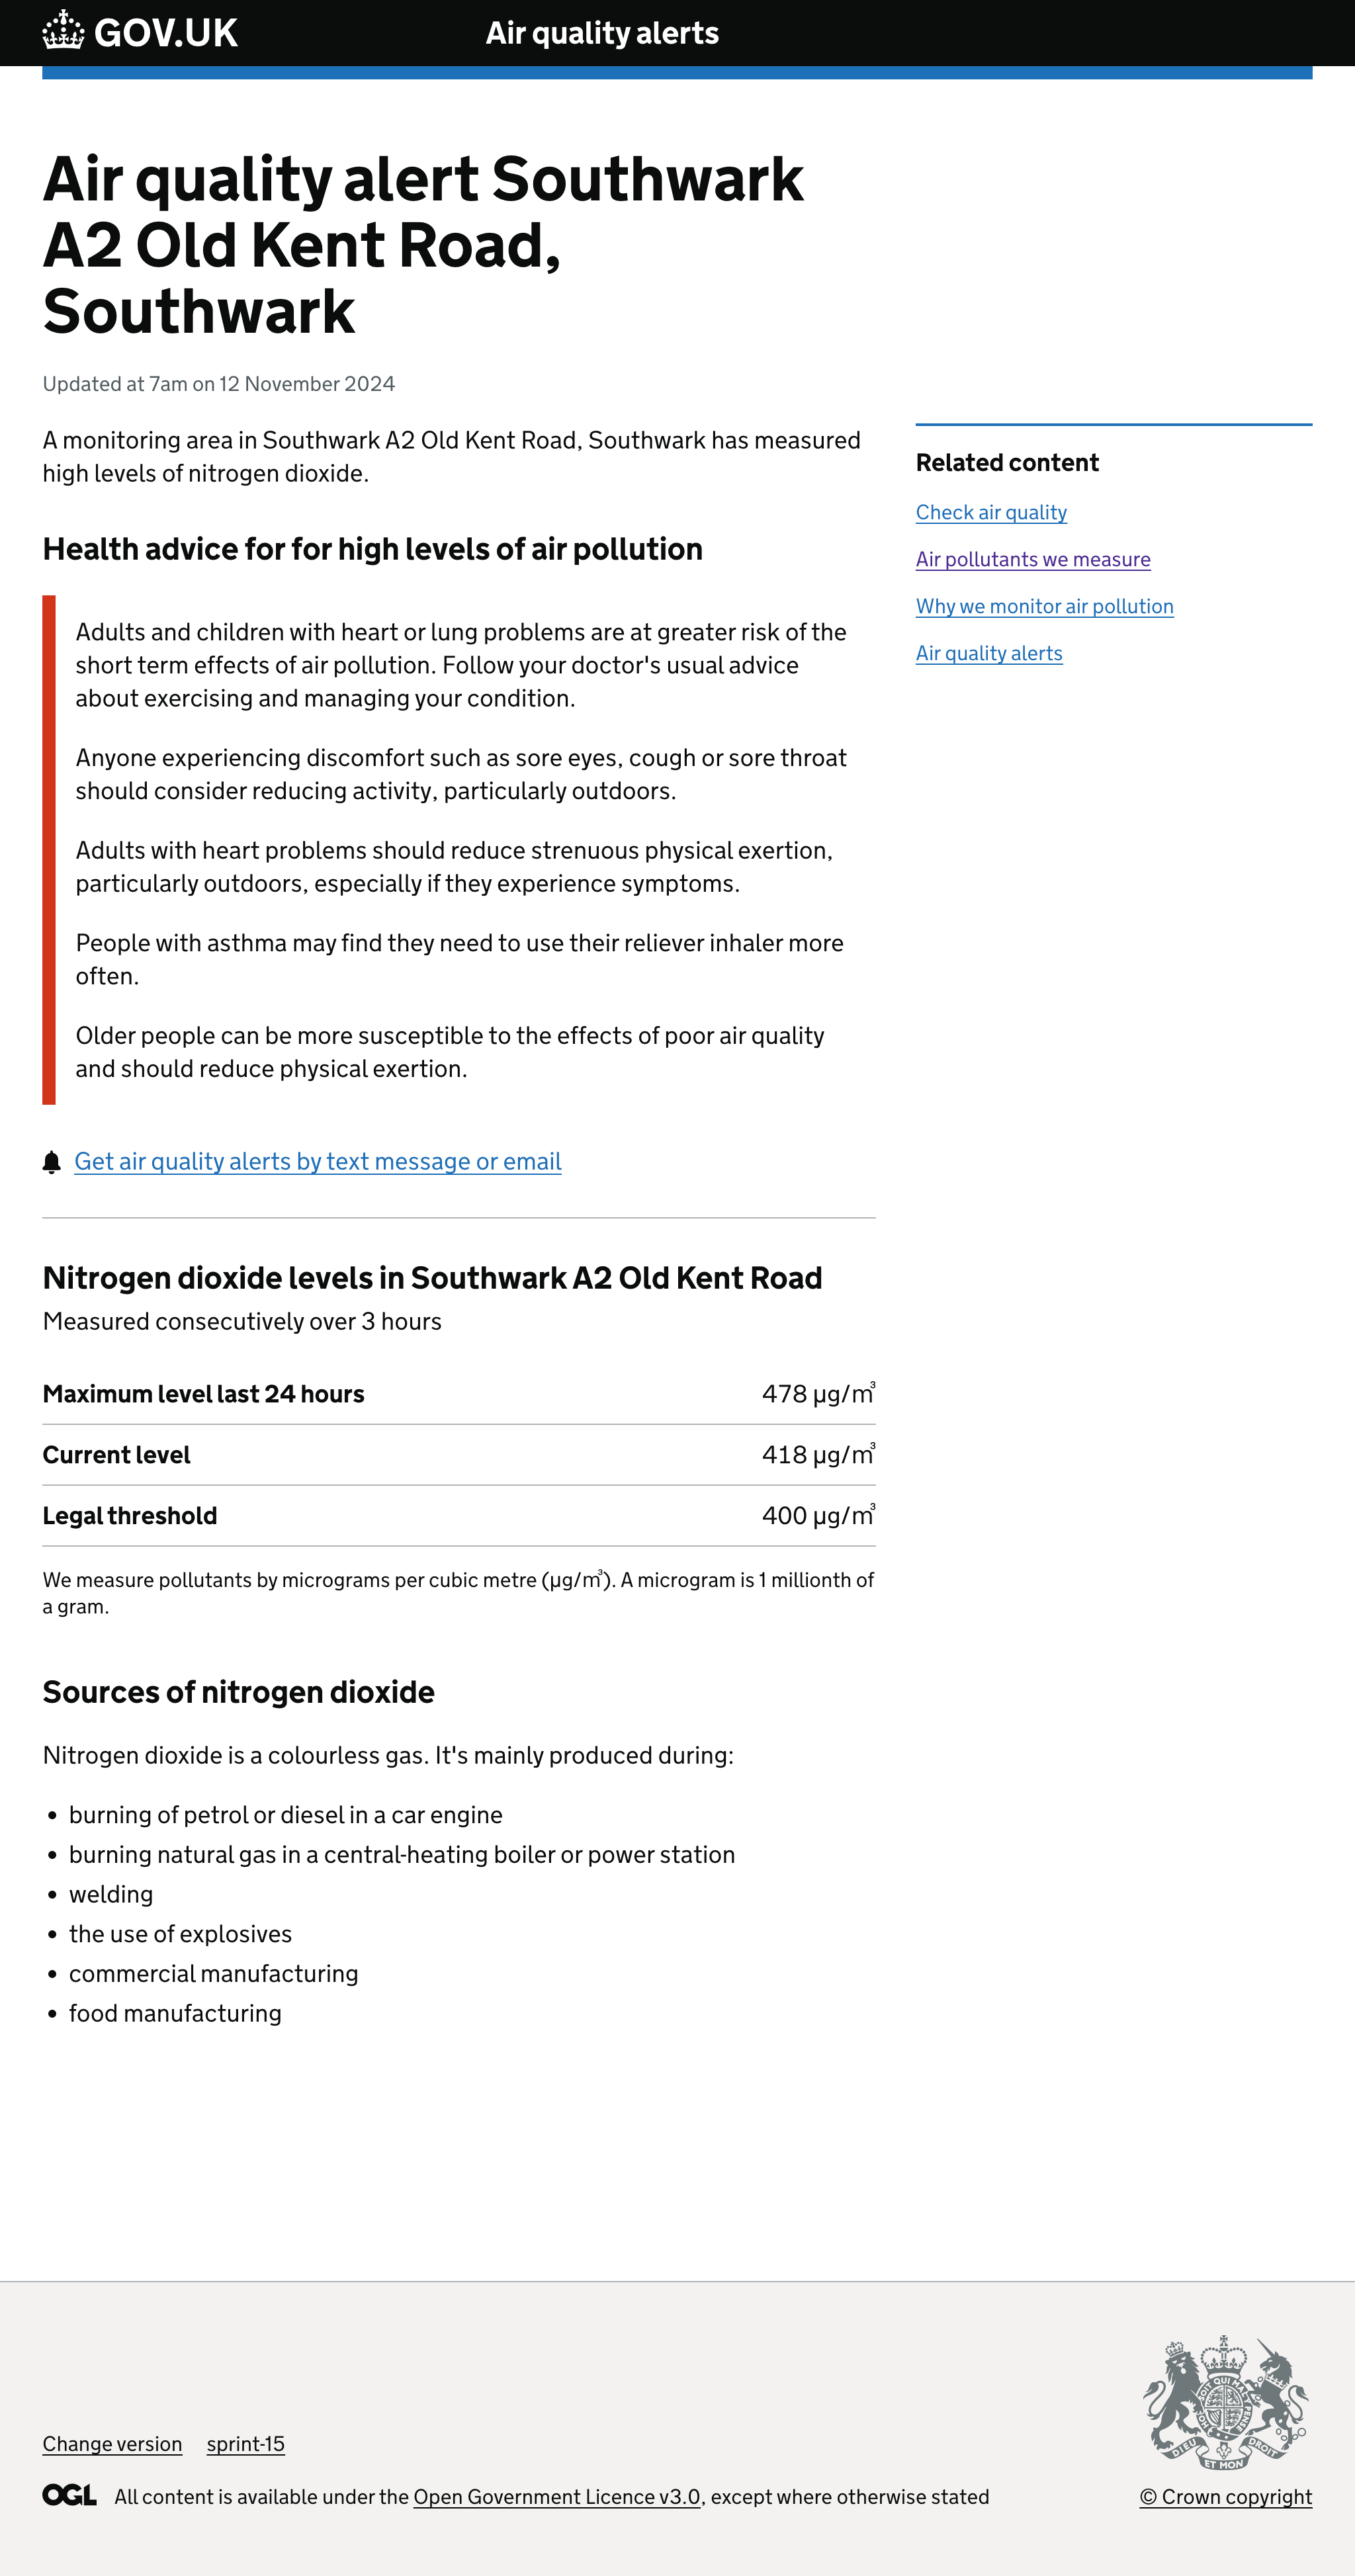 GOV.UK
Air quality alerts
Air quality alert Southwark
A2 Old Kent Road,
Southwark
Updated at 7am on 12 November 2024
A monitoring area in Southwark A2 Old Kent Road, Southwark has measured
high levels of nitrogen dioxide.
Health advice for for high levels of air pollution
Adults and children with heart or lung problems are at greater risk of the
short term effects of air pollution. Follow your doctor's usual advice
about exercising and managing your condition.
Anyone experiencing discomfort such as sore eyes, cough or sore throat
should consider reducing activity, particularly outdoors.
Adults with heart problems should reduce strenuous physical exertion,
particularly outdoors, especially if they experience symptoms.
People with asthma may find they need to use their reliever inhaler more
often.
Older people can be more susceptible to the effects of poor air quality
and should reduce physical exertion.
Get air quality alerts by text message or email
Nitrogen dioxide levels in Southwark A2 Old Kent Road
Measured consecutively over 3 hours
Maximum level last 24 hours 478 μg/m³
Current level 418 μg/m³
Legal threshold 400 μg/m³
We measure pollutants by micrograms per cubic metre (μg/m³). A microgram is 1 millionth of
a gram.
Sources of nitrogen dioxide
Nitrogen dioxide is a colourless gas. It's mainly produced during:
• burning of petrol or diesel in a car engine
• burning natural gas in a central-heating boiler or power station
• welding
• the use of explosives
• commercial manufacturing
• food manufacturing
Related content
Check air quality
Air pollutants we measure
Why we monitor air pollution
Air quality alerts
Change version sprint-15
OGL All content is available under the Open Government Licence v3.0, except where otherwise stated
DIEU ET MON DROIT
© Crown copyright